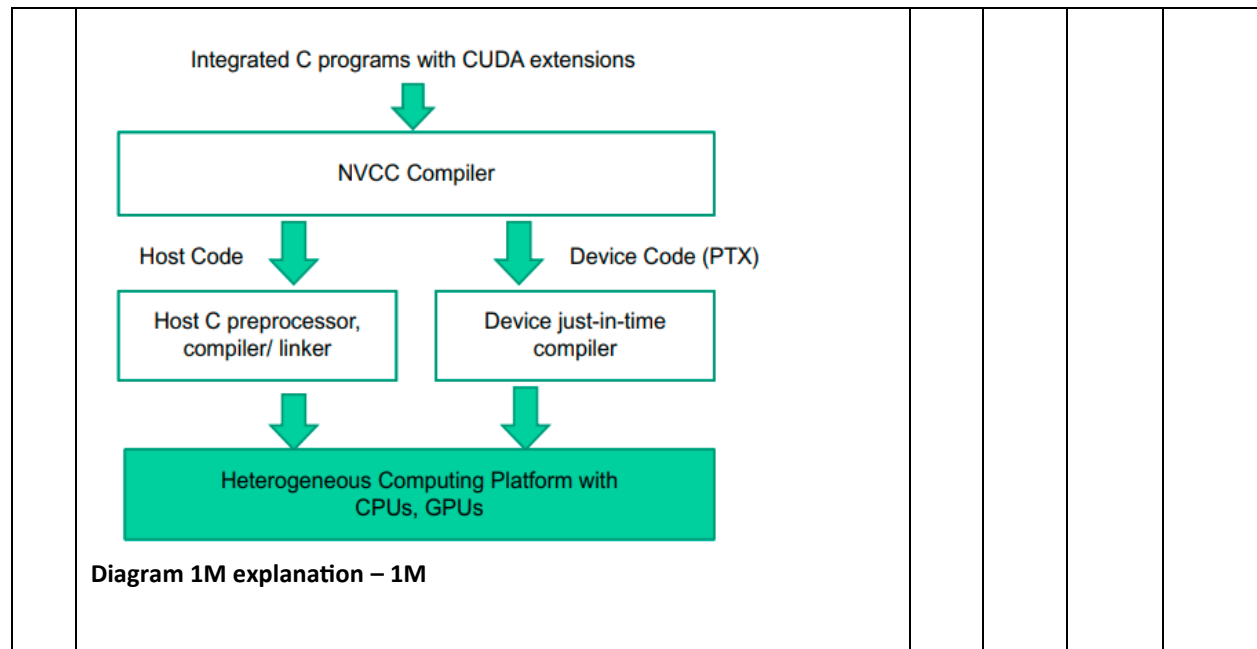 Integrated C programs with CUDA extensions
NVCC Compiler
Host Code
Device Code (PTX)
Host C preprocessor,
compiler/ linker
Device just-in-time
compiler
Heterogeneous Computing Platform with
CPUs, GPUs
Diagram 1M explanation – 1M